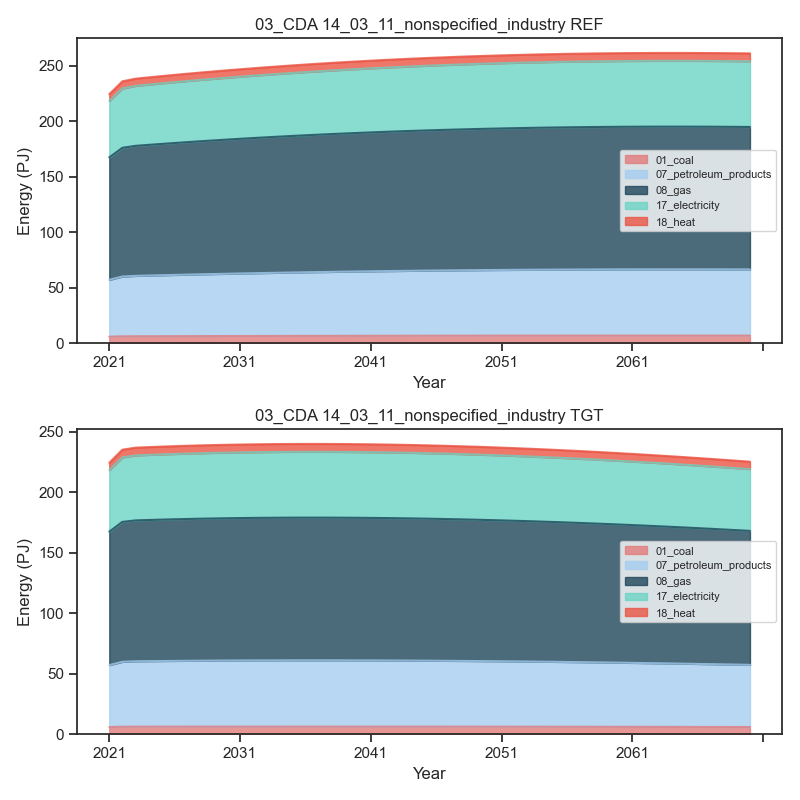 03_CDA 14_03_11_nonspecified_industry REF
250
200
150
100
50
0
Energy (PJ)
01_coal
07_petroleum_products
08_gas
17_electricity
18_heat
2021 2031 2041 2051 2061
Year
03_CDA 14_03_11_nonspecified_industry TGT
250
200
150
100
50
0
Energy (PJ)
01_coal
07_petroleum_products
08_gas
17_electricity
18_heat
2021 2031 2041 2051 2061
Year